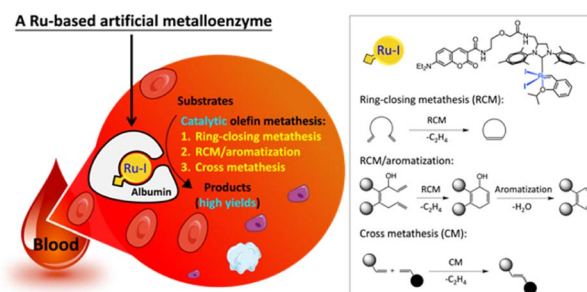 A Ru-based artificial metalloenzyme
Ru-I
Albumin
Blood
Substrates
Catalytic olefin metathesis:
1. Ring-closing metathesis
2. RCM/aromatization
3. Cross metathesis
Products
(high yields)
Ru-I
Et₂N
O
O
O
N
H
O
O
HN
N
N
I
Ru
I
O
Ring-closing metathesis (RCM):
RCM
-C₂H₄
RCM/aromatization:
OH
RCM
-C₂H₄
OH
Aromatization
-H₂O
Cross metathesis (CM):
+
CM
-C₂H₄